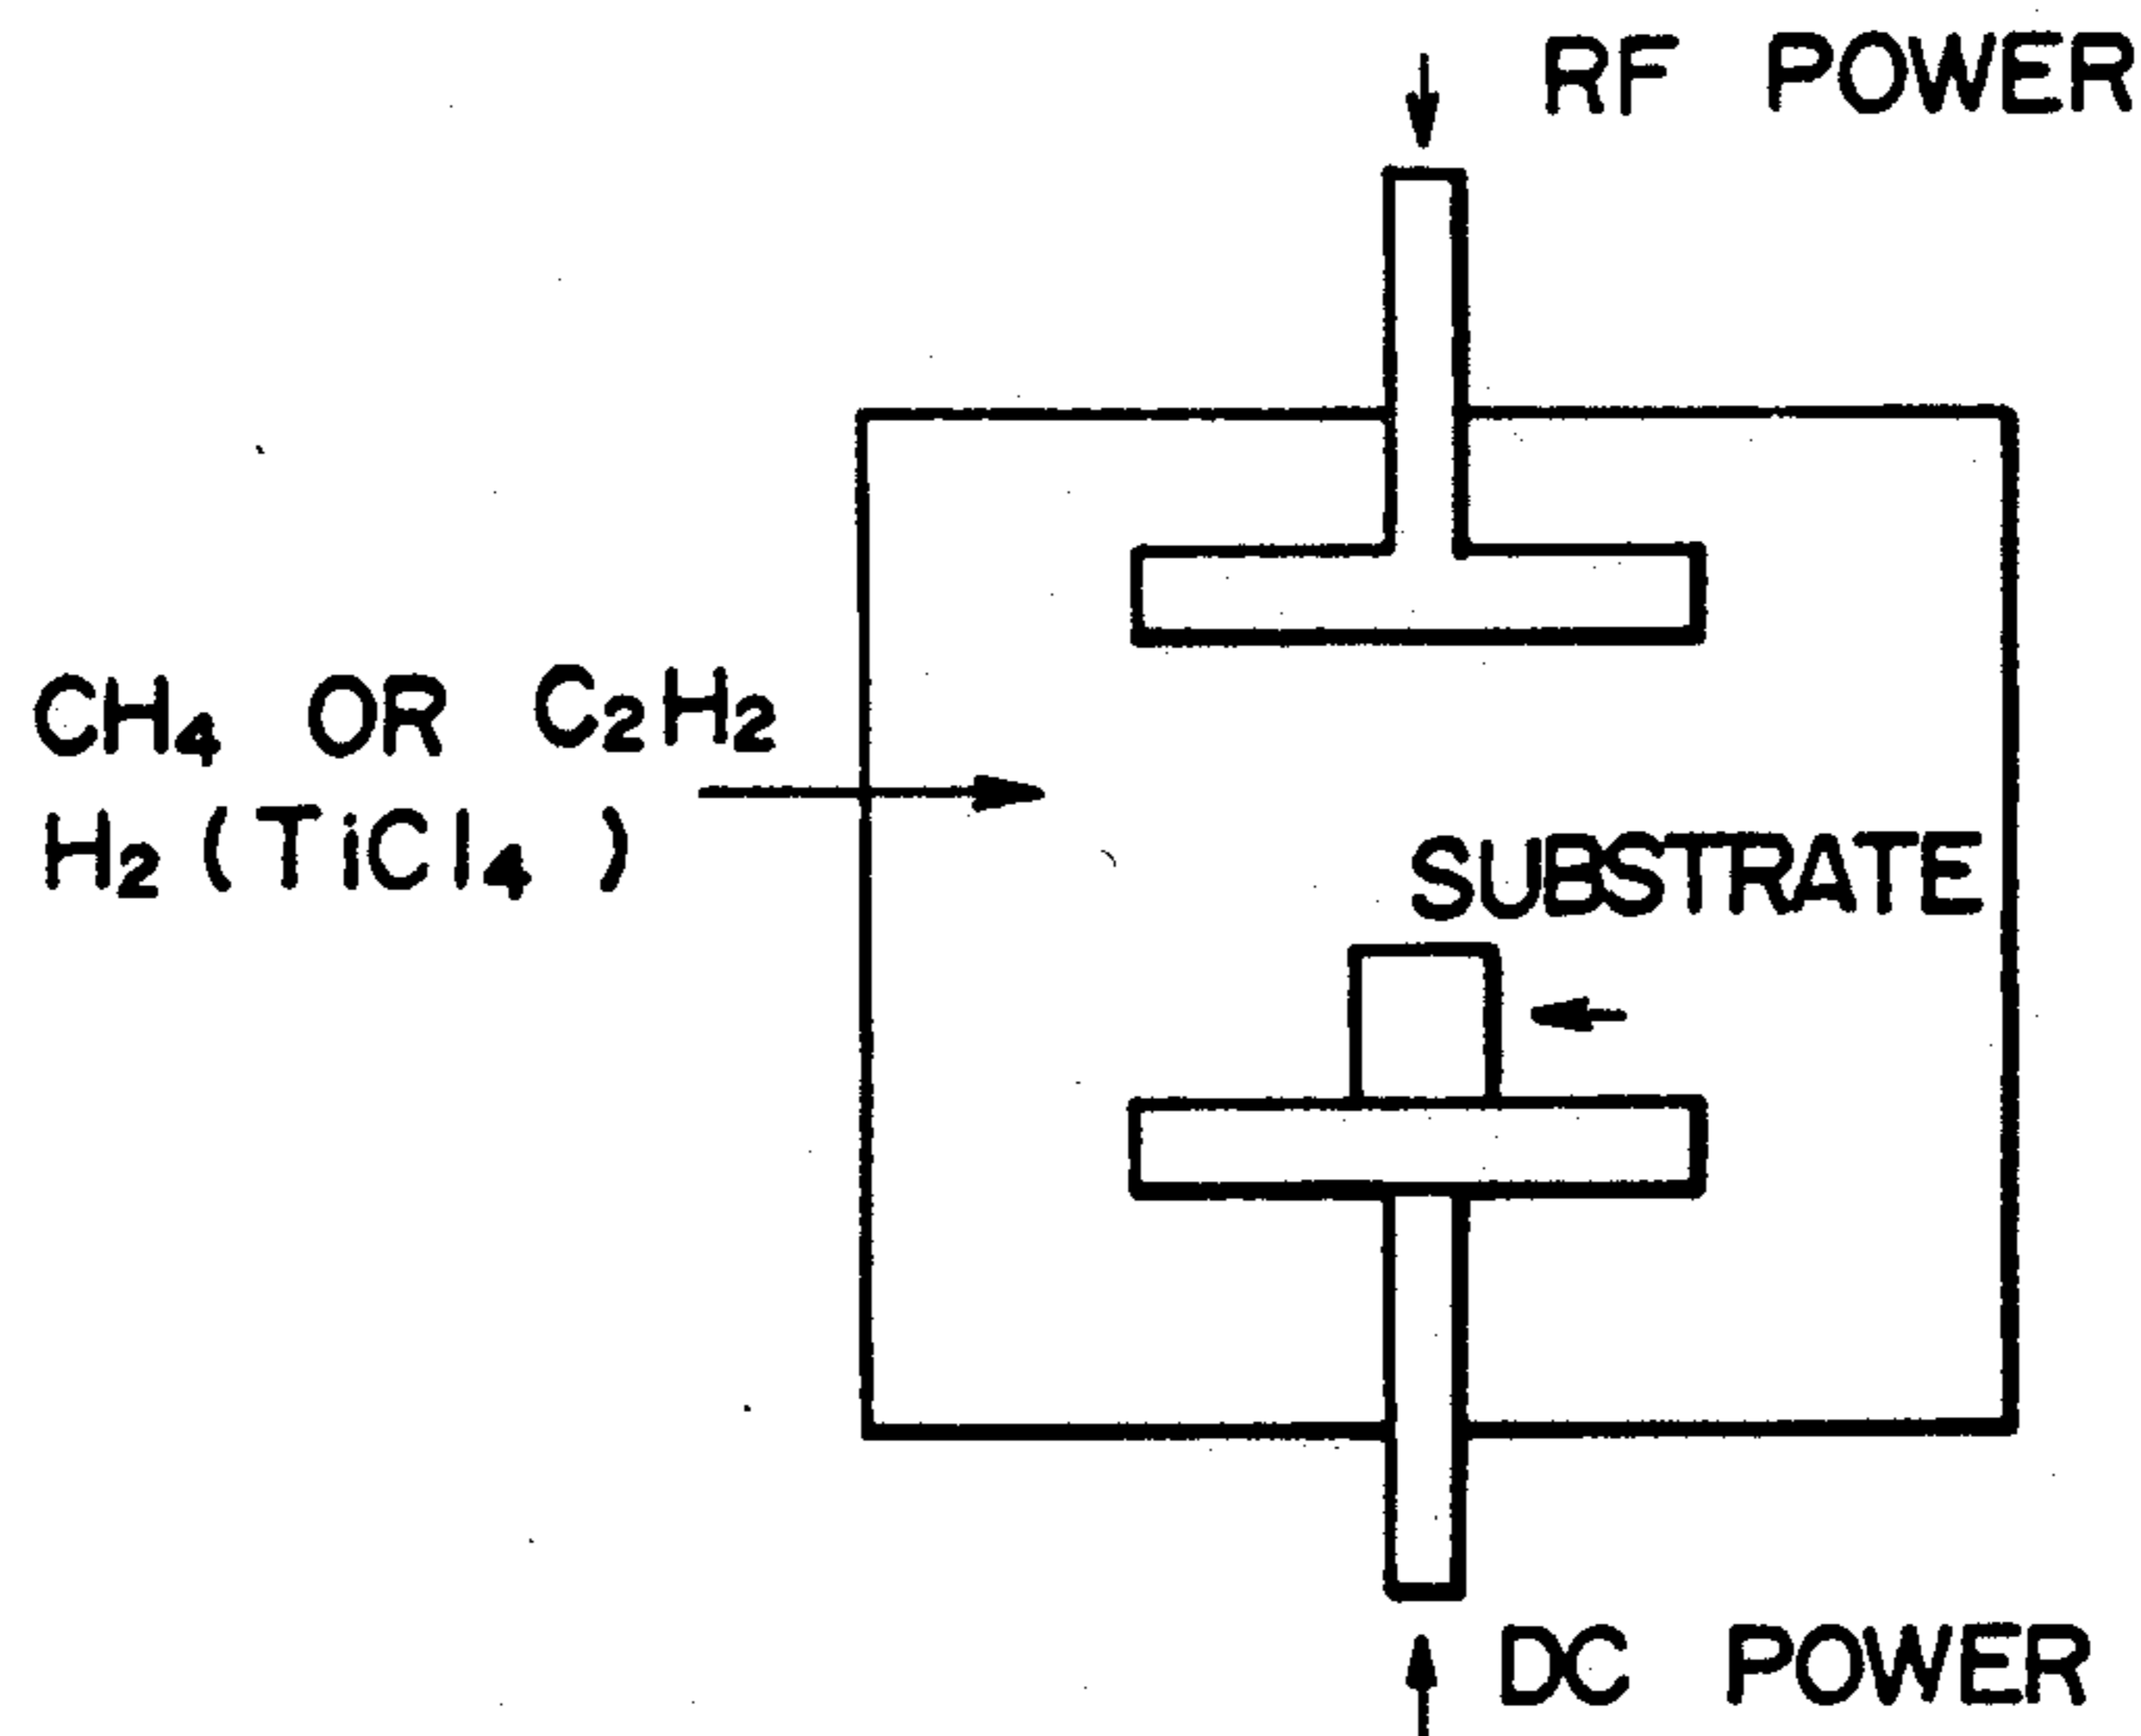 RF POWER
CH₄ OR C₂H₂
H₂ (TiCl₄)
SUBSTRATE
DC POWER